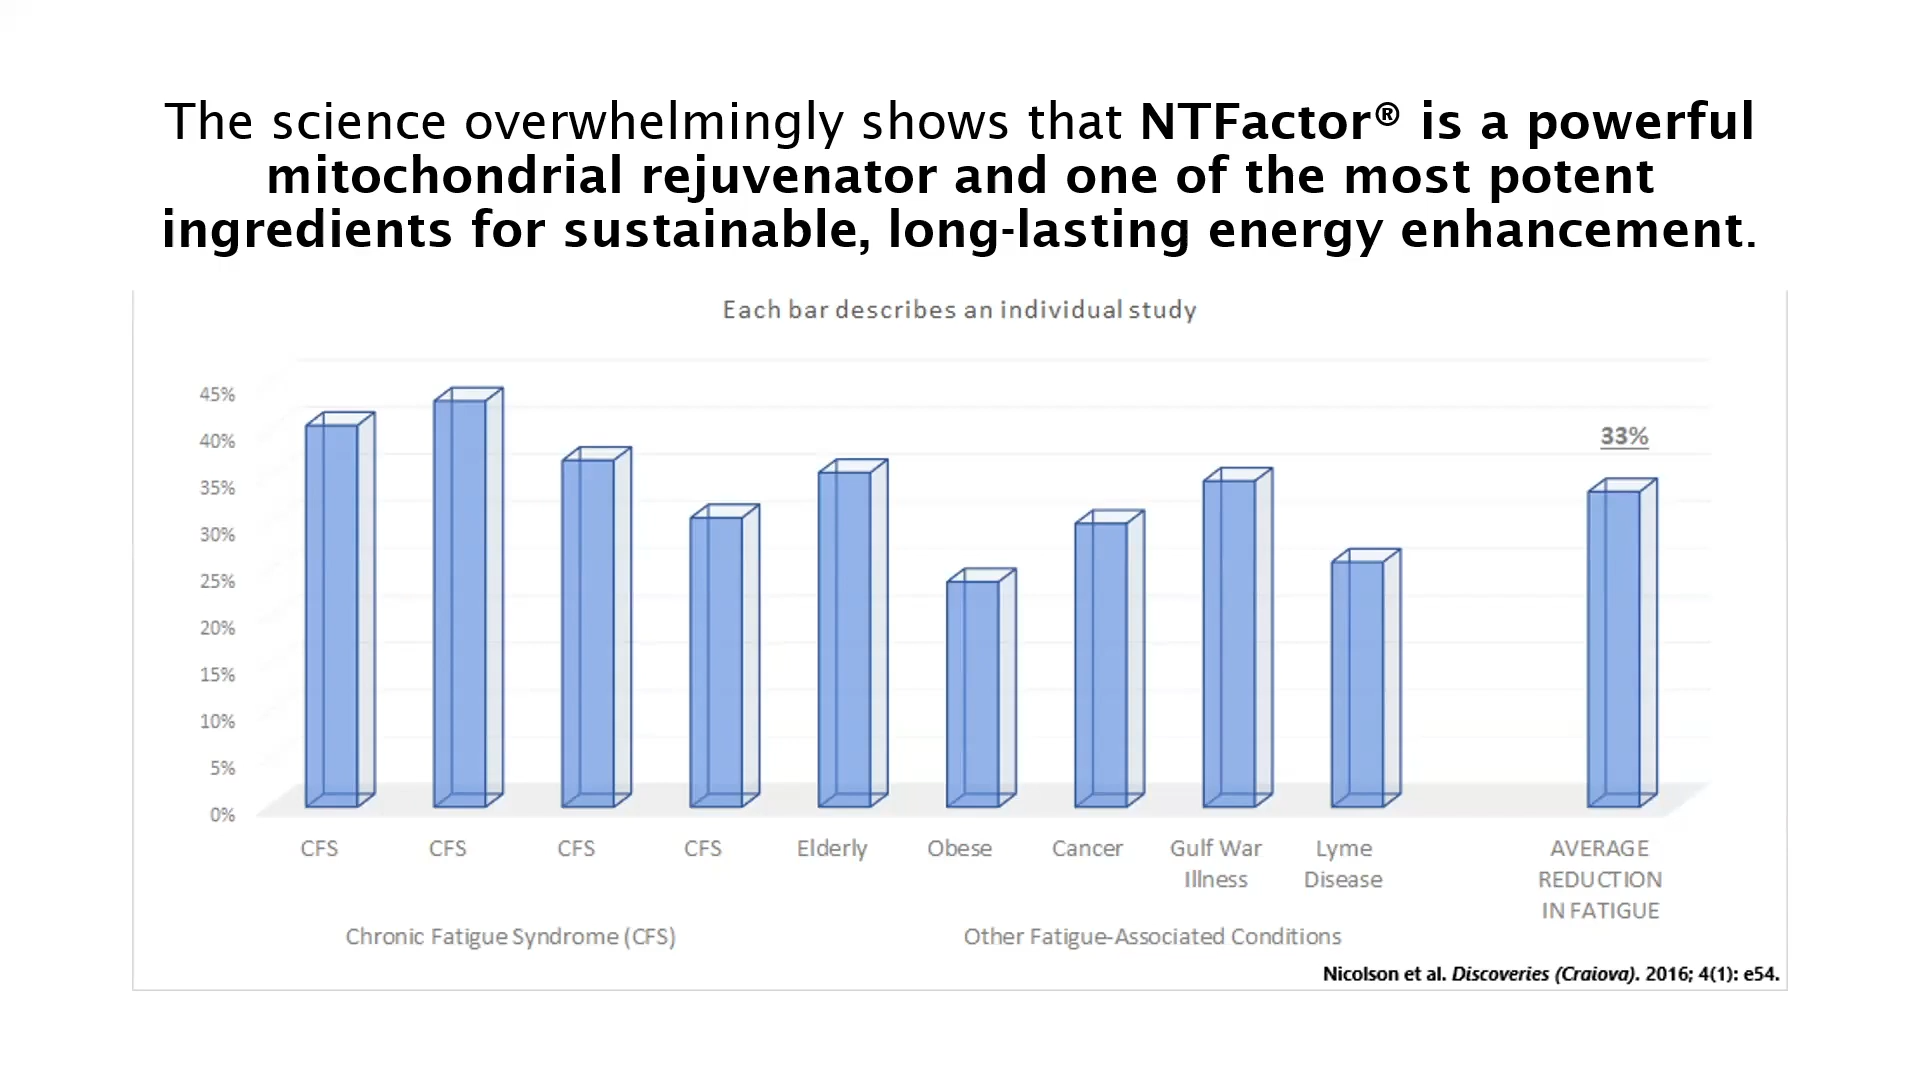 The science overwhelmingly shows that NTFactor® is a powerful
mitochondrial rejuvenator and one of the most potent
ingredients for sustainable, long-lasting energy enhancement.
Each bar describes an individual study
45%
40%
35%
30%
25%
20%
15%
10%
5%
0%
33%
CFS CFS CFS CFS Elderly Obese Cancer Gulf War Lyme AVERAGE
Illness Disease REDUCTION
IN FATIGUE
Chronic Fatigue Syndrome (CFS) Other Fatigue-Associated Conditions
Nicolson et al. Discoveries (Craiova). 2016; 4(1): e54.